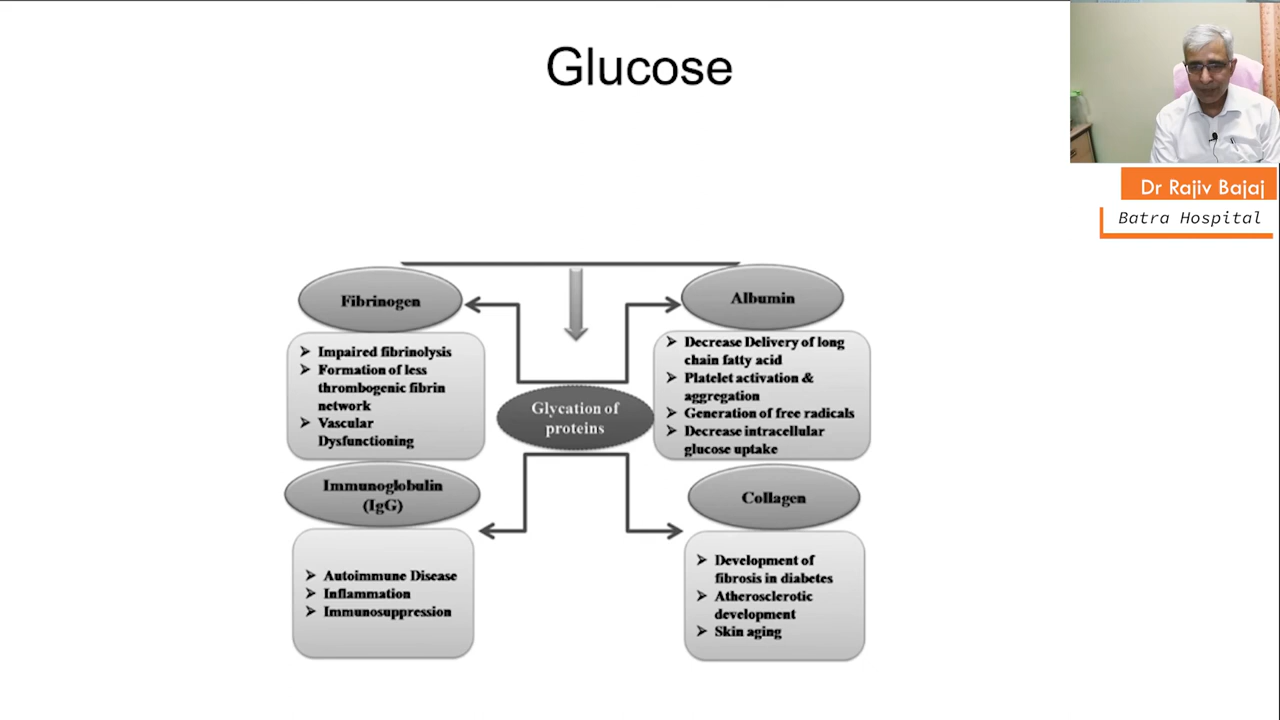 Glucose
Dr Rajiv Bajaj
Batra Hospital
Fibrinogen
Impaired fibrinolysis
Formation of less
thrombogenic fibrin
network
Vascular
Dysfunctioning
Albumin
Decrease Delivery of long
chain fatty acid
Platelet activation &
aggregation
Generation of free radicals
Decrease intracellular
glucose uptake
Glycation of
proteins
Immunoglobulin
(IgG)
Autoimmune Disease
Inflammation
Immunosuppression
Collagen
Development of
fibrosis in diabetes
Atherosclerotic
development
Skin aging